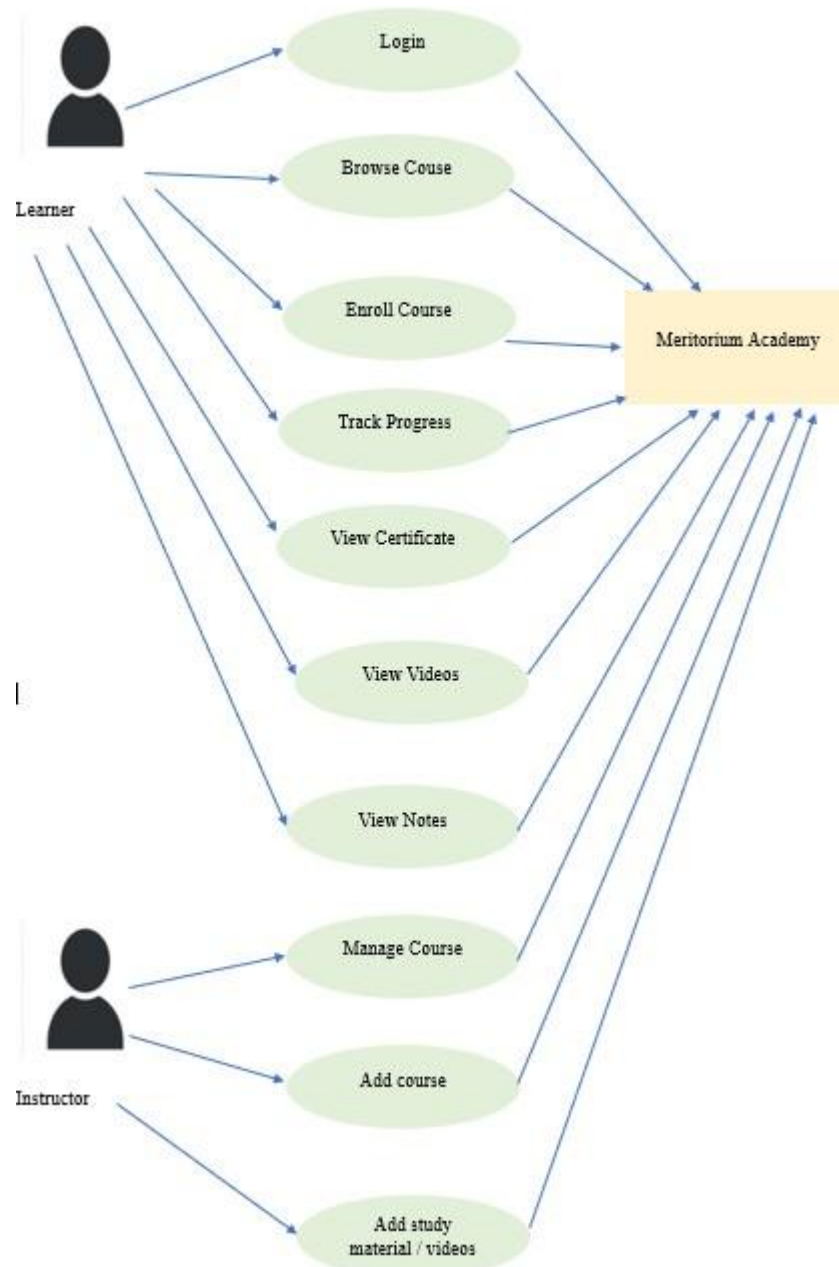 Login
Browse Couse
Learner
Enroll Course
Meritorium Academy
Track Progress
View Certificate
View Videos
View Notes
Manage Course
Add course
Instructor
Add study
material / videos